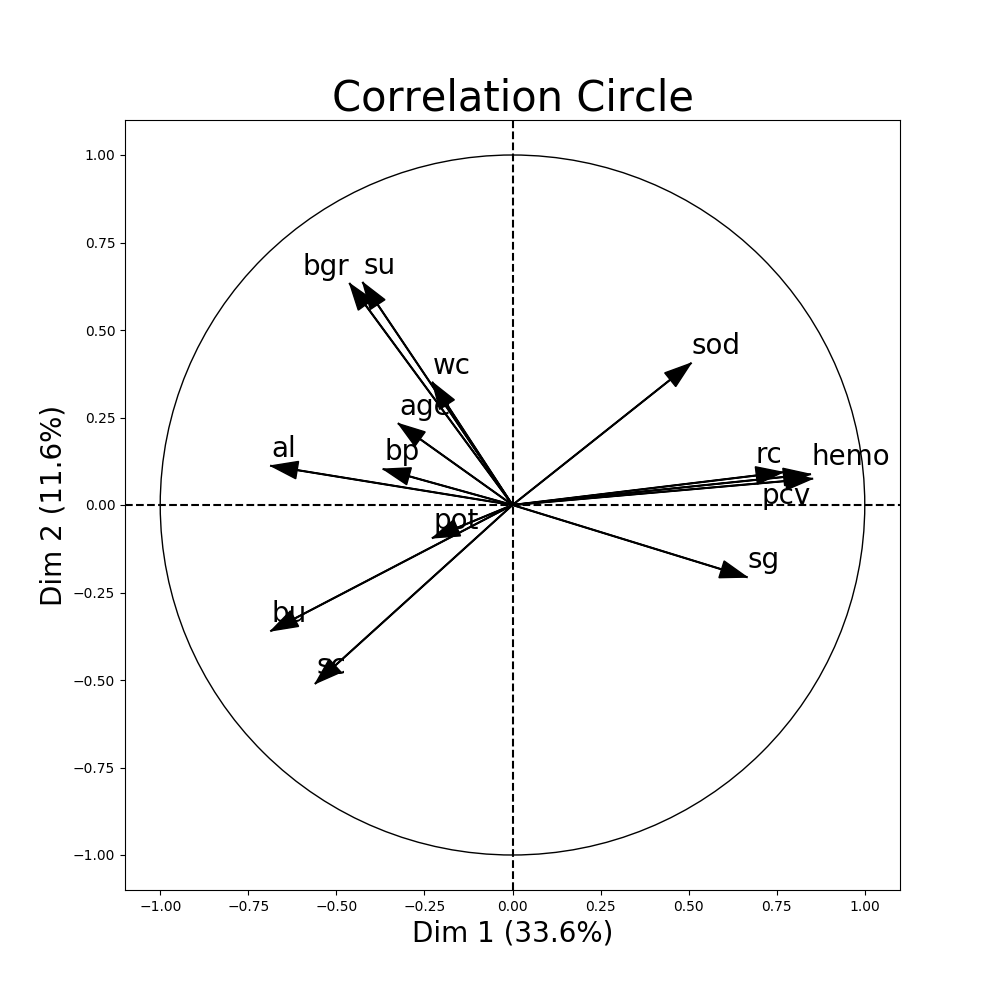 Correlation Circle
1.00
0.75
0.50
0.25
0.00
−0.25
−0.50
−0.75
−1.00
Dim 2 (11.6%)
bgr su
sod
wc
age
al
bp
rc
hemo
pcv
pot
sg
bu
sc
−1.00 −0.75 −0.50 −0.25 0.00 0.25 0.50 0.75 1.00
Dim 1 (33.6%)